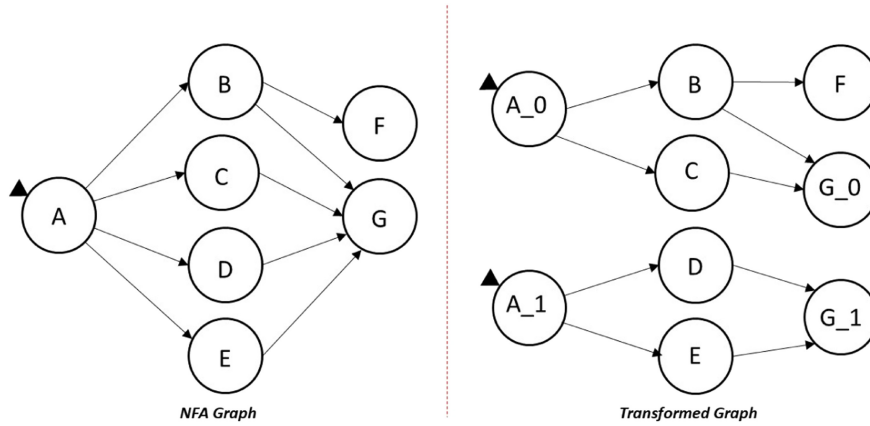 B
F
C
A
G
D
E
NFA Graph
A_0
B
F
C
G_0
A_1
D
G_1
E
Transformed Graph